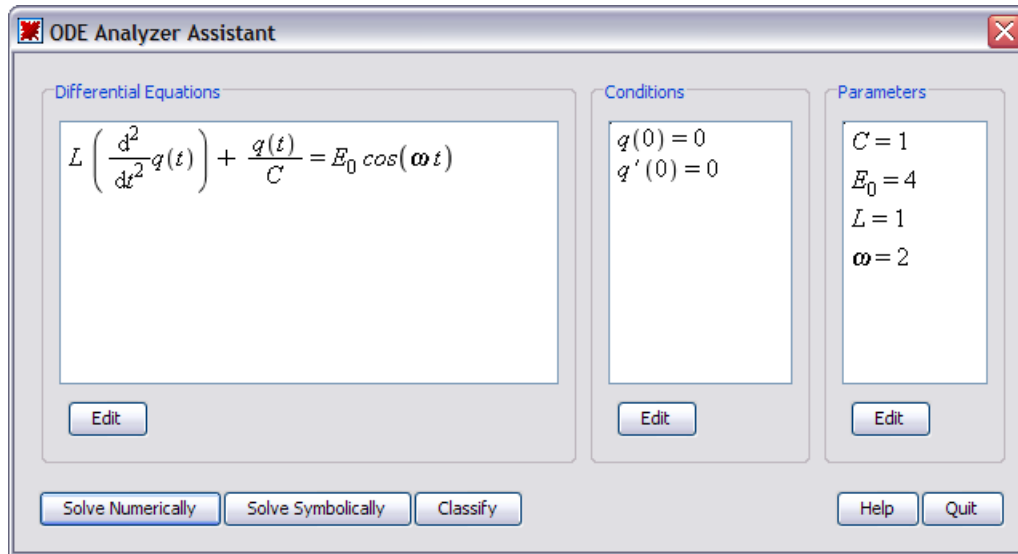 ODE Analyzer Assistant
Differential Equations
L (d²/dt² q(t)) + q(t)/C = E₀ cos(ω t)
Edit
Conditions
q(0) = 0
q ′ (0) = 0
Edit
Parameters
C = 1
E₀ = 4
L = 1
ω = 2
Edit
Solve Numerically Solve Symbolically Classify Help Quit